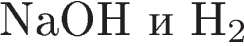 NaOH и H₂